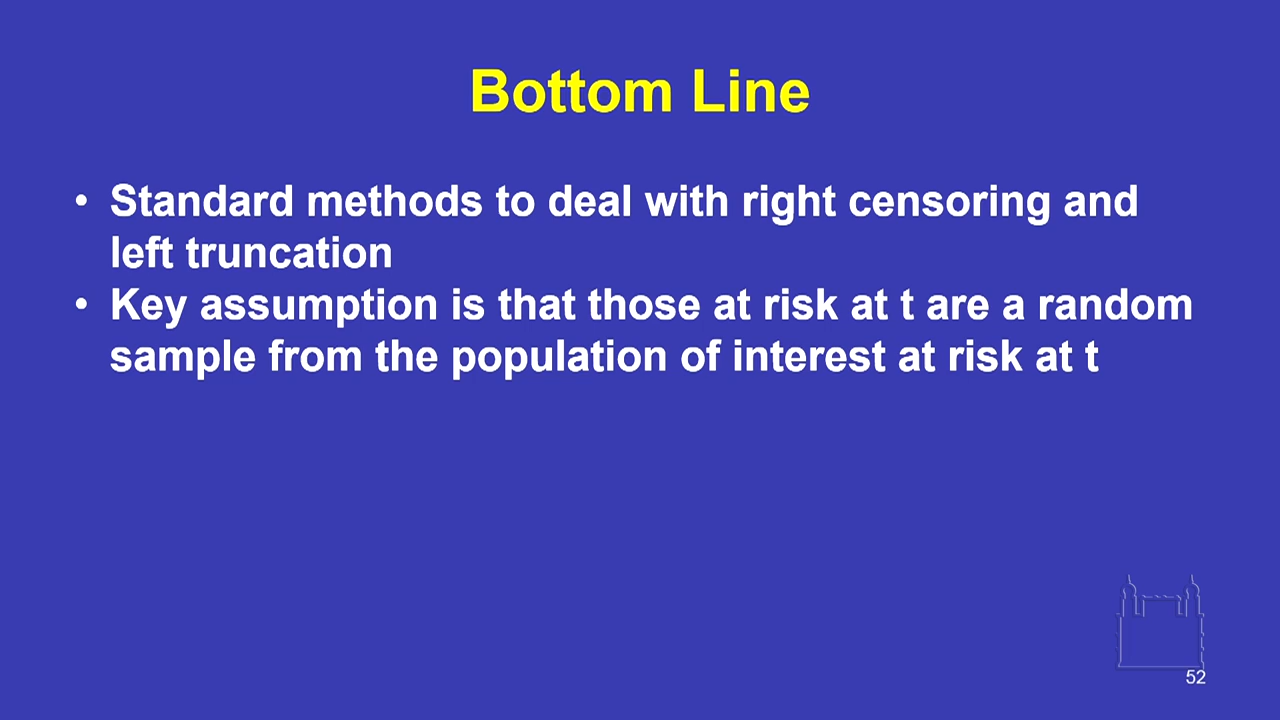 Bottom Line
• Standard methods to deal with right censoring and
left truncation
• Key assumption is that those at risk at t are a random
sample from the population of interest at risk at t
52